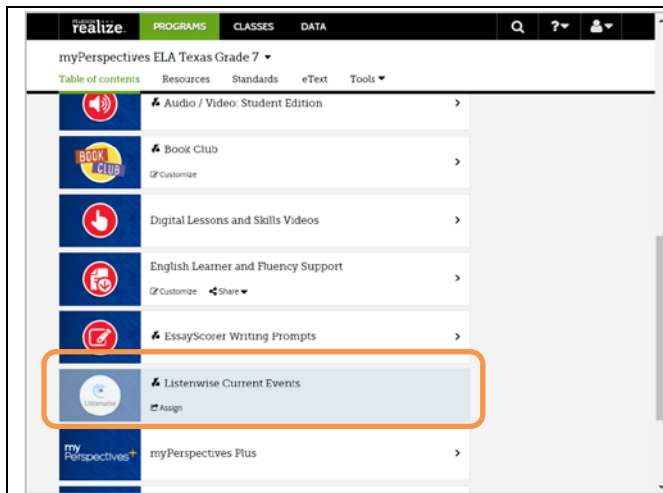 PEARSON
realize. PROGRAMS CLASSES DATA ?
myPerspectives ELA Texas Grade 7
Table of contents Resources Standards eText Tools
Audio / Video: Student Edition
BOOK CLUB
Book Club
Customize
Digital Lessons and Skills Videos
English Learner and Fluency Support
Customize Share
EssayScorer Writing Prompts
Listenwise
Listenwise Current Events
Assign
my
Perspectives+
myPerspectives Plus